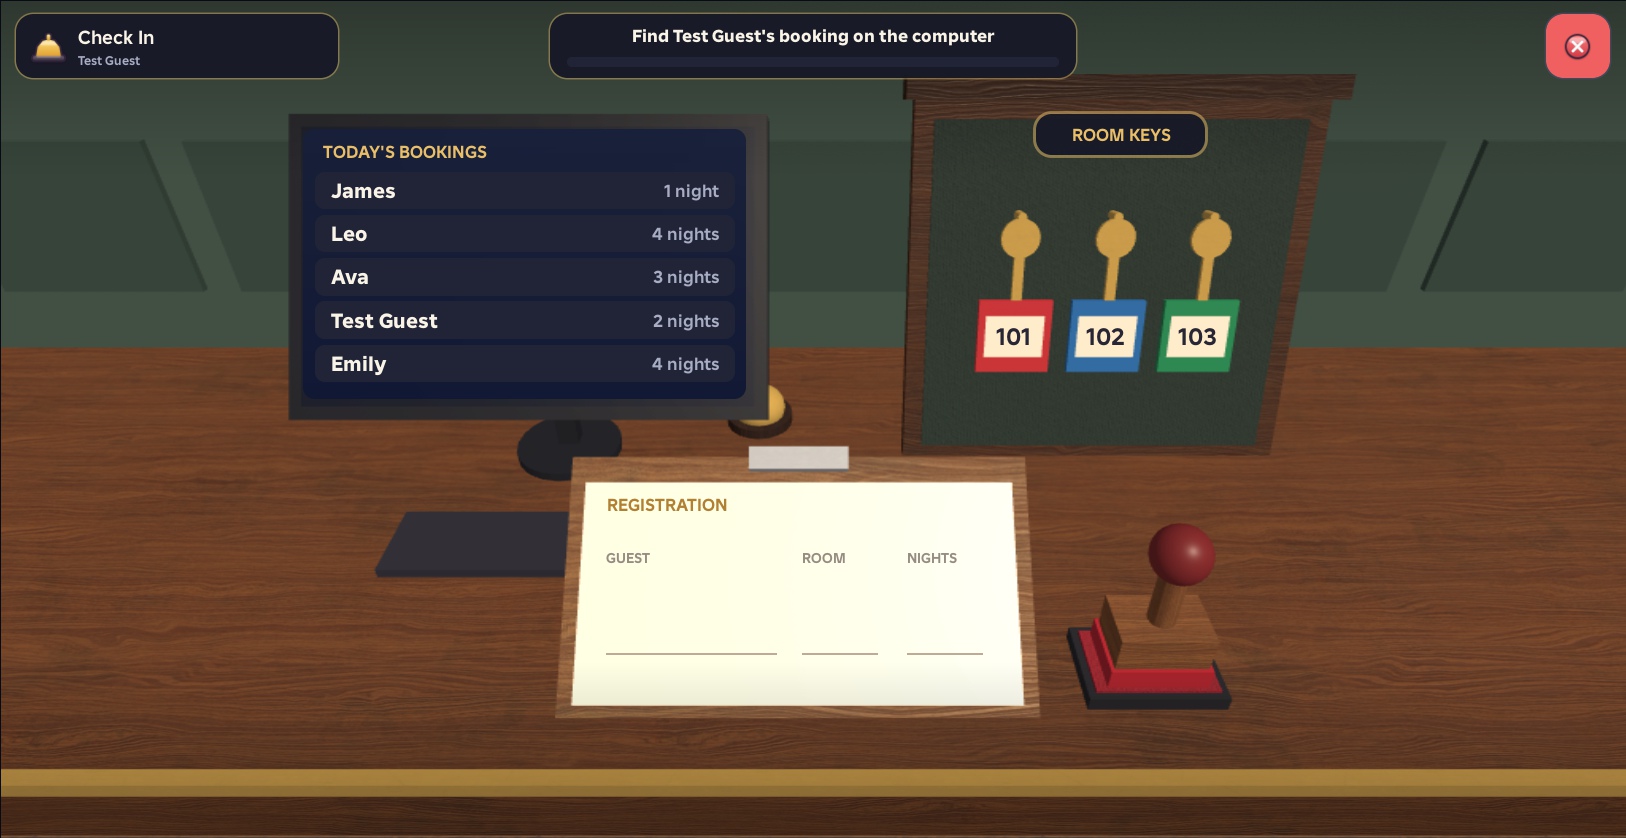 Check In
Test Guest
Find Test Guest's booking on the computer
TODAY'S BOOKINGS
James 1 night
Leo 4 nights
Ava 3 nights
Test Guest 2 nights
Emily 4 nights
ROOM KEYS
101 102 103
REGISTRATION
GUEST ROOM NIGHTS